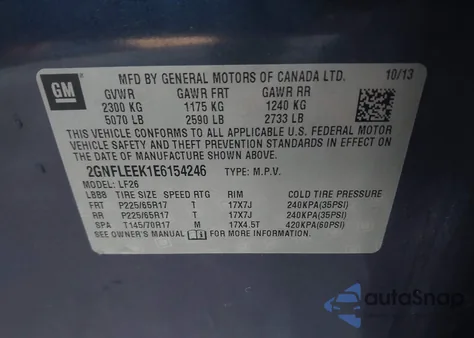 GM
MFD BY GENERAL MOTORS OF CANADA LTD. 10/13
GVWR GAWR FRT GAWR RR
2300 KG 1175 KG 1240 KG
5070 LB 2590 LB 2733 LB
THIS VEHICLE CONFORMS TO ALL APPLICABLE U.S. FEDERAL MOTOR
VEHICLE SAFETY AND THEFT PREVENTION STANDARDS IN EFFECT ON
THE DATE OF MANUFACTURE SHOWN ABOVE.
2GNFLEEK1E6154246 TYPE: M.P.V.
MODEL: LF26
LBB8 TIRE SIZE SPEED RTG RIM COLD TIRE PRESSURE
FRT P225/65R17 T 17X7J 240KPA(35PSI)
RR P225/65R17 T 17X7J 240KPA(35PSI)
SPA T145/70R17 M 17X4.5T 420KPA(60PSI)
SEE OWNER'S MANUAL FOR MORE INFORMATION.
autoSnap